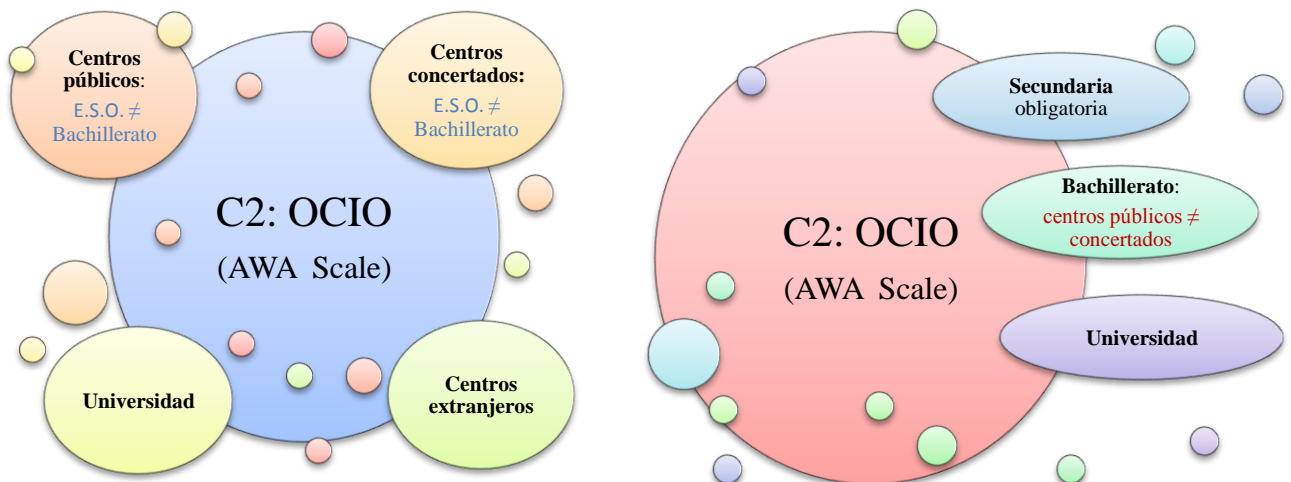 Centros
públicos:
E.S.O. ≠
Bachillerato
Centros
concertados:
E.S.O. ≠
Bachillerato
C2: OCIO
(AWA Scale)
Universidad
Centros
extranjeros
Secundaria
obligatoria
Bachillerato:
centros públicos ≠
concertados
C2: OCIO
(AWA Scale)
Universidad